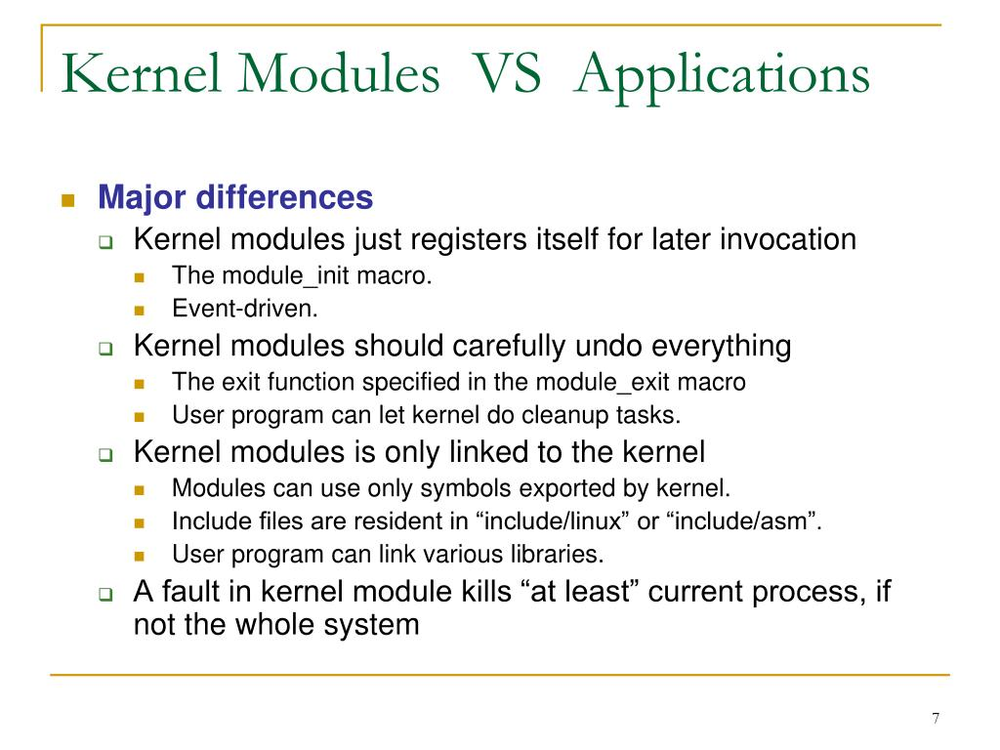 Kernel Modules VS Applications
Major differences
Kernel modules just registers itself for later invocation
The module_init macro.
Event-driven.
Kernel modules should carefully undo everything
The exit function specified in the module_exit macro
User program can let kernel do cleanup tasks.
Kernel modules is only linked to the kernel
Modules can use only symbols exported by kernel.
Include files are resident in “include/linux” or “include/asm”.
User program can link various libraries.
A fault in kernel module kills “at least” current process, if
not the whole system
7